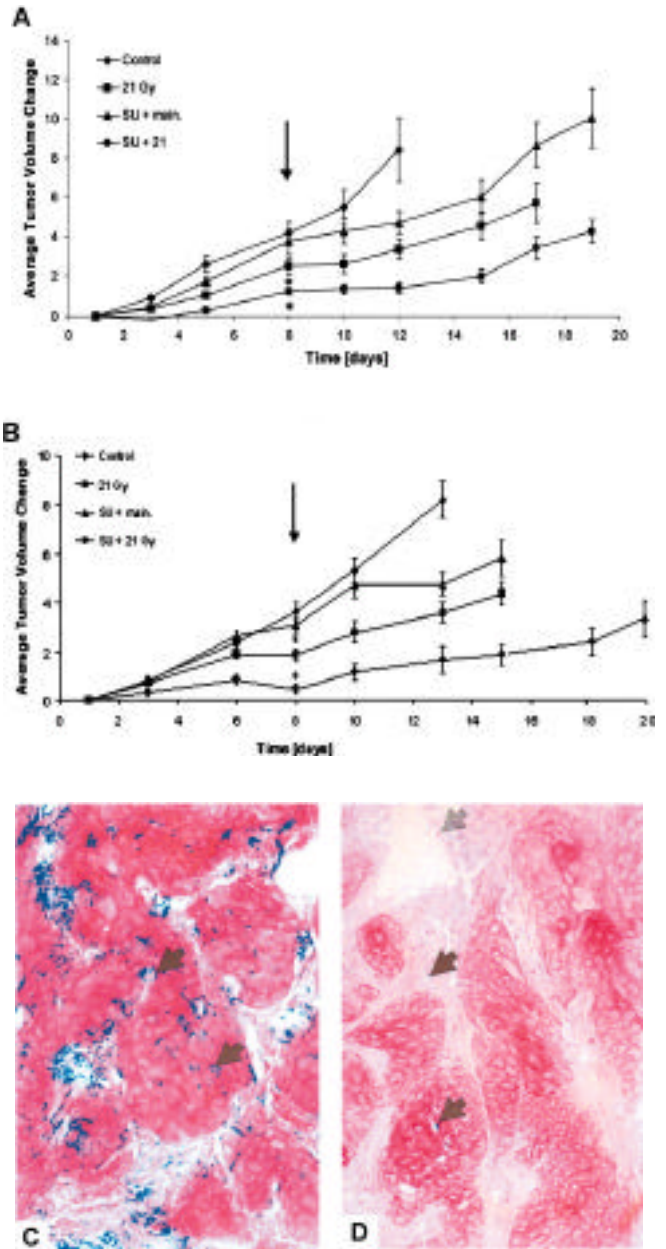 A
Average Tumor Volume Change
14
12
10
8
6
4
2
0
Control
21 Gy
SU + main.
SU + 21
*
*
0 2 4 6 8 10 12 14 16 18 20
Time [days]
B
Average Tumor Volume Change
10
8
6
4
2
0
Control
21 Gy
SU + main.
SU + 21 Gy
0 2 4 6 8 10 12 14 16 18 20
Time [days]
C
D